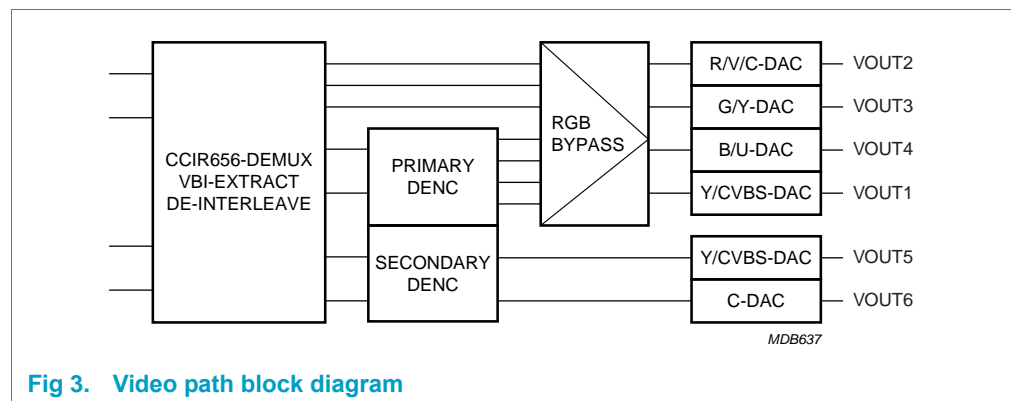 CCIR656-DEMUX
VBI-EXTRACT
DE-INTERLEAVE
PRIMARY
DENC
SECONDARY
DENC
RGB
BYPASS
R/V/C-DAC
VOUT2
G/Y-DAC
VOUT3
B/U-DAC
VOUT4
Y/CVBS-DAC
VOUT1
Y/CVBS-DAC
VOUT5
C-DAC
VOUT6
MDB637
Fig 3. Video path block diagram